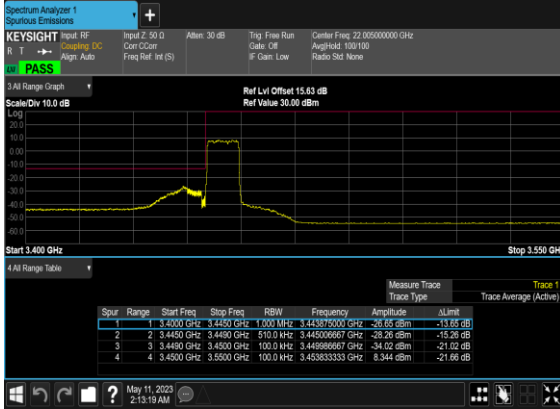 Spectrum Analyzer 1
Spurious Emissions
+
KEYSIGHT
R T
LXI PASS
Input: RF
Coupling: DC
Align: Auto
Input Z: 50 Ω
Corr CCorr
Freq Ref: Int (S)
Atten: 30 dB
Trig: Free Run
Gate: Off
IF Gain: Low
Center Freq: 22.005000000 GHz
Avg|Hold: 100/100
Radio Std: None
3 All Range Graph
Scale/Div 10.0 dB
Ref Lvl Offset 15.63 dB
Ref Value 30.00 dBm
Log
20.0
10.0
0.00
-10.0
-20.0
-30.0
-40.0
-50.0
-60.0
Start 3.400 GHz
Stop 3.550 GH
4 All Range Table
Measure Trace Trace 1
Trace Type Trace Average (Active)
Spur Range Start Freq Stop Freq RBW Frequency Amplitude ΔLimit
1 1 3.4000 GHz 3.4450 GHz 1.000 MHz 3.443875000 GHz -26.65 dBm -13.65 dB
2 2 3.4450 GHz 3.4490 GHz 510.0 kHz 3.445006667 GHz -28.26 dBm -15.26 dB
3 3 3.4490 GHz 3.4500 GHz 100.0 kHz 3.449986667 GHz -34.02 dBm -21.02 dB
4 4 3.4500 GHz 3.5500 GHz 100.0 kHz 3.453833333 GHz 8.344 dBm -21.66 dB
?
May 11, 2023
2:13:19 AM